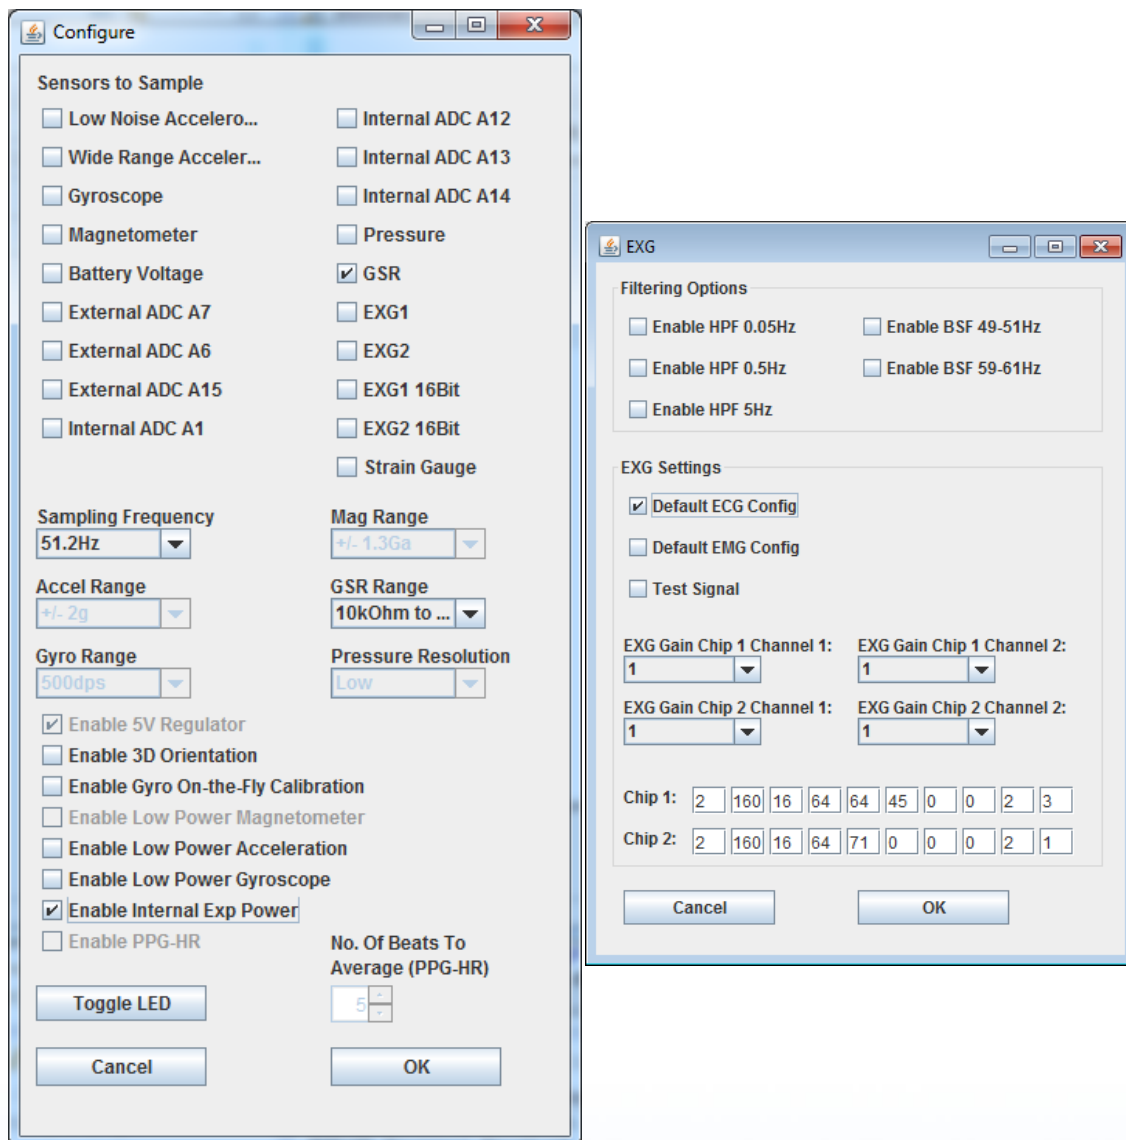 Configure
Sensors to Sample
Low Noise Accelero...
Internal ADC A12
Wide Range Acceler...
Internal ADC A13
Gyroscope
Internal ADC A14
Magnetometer
Pressure
Battery Voltage
GSR
External ADC A7
EXG1
External ADC A6
EXG2
External ADC A15
EXG1 16Bit
Internal ADC A1
EXG2 16Bit
Strain Gauge
Sampling Frequency
Mag Range
51.2Hz
+/- 1.3Ga
Accel Range
GSR Range
+/- 2g
10kOhm to ...
Gyro Range
Pressure Resolution
500dps
Low
Enable 5V Regulator
Enable 3D Orientation
Enable Gyro On-the-Fly Calibration
Enable Low Power Magnetometer
Enable Low Power Acceleration
Enable Low Power Gyroscope
Enable Internal Exp Power
Enable PPG-HR
No. Of Beats To
Average (PPG-HR)
Toggle LED
5
Cancel
OK
EXG
Filtering Options
Enable HPF 0.05Hz
Enable BSF 49-51Hz
Enable HPF 0.5Hz
Enable BSF 59-61Hz
Enable HPF 5Hz
EXG Settings
Default ECG Config
Default EMG Config
Test Signal
EXG Gain Chip 1 Channel 1:
EXG Gain Chip 1 Channel 2:
1
1
EXG Gain Chip 2 Channel 1:
EXG Gain Chip 2 Channel 2:
1
1
Chip 1: 2 160 16 64 64 45 0 0 2 3
Chip 2: 2 160 16 64 71 0 0 0 2 1
Cancel
OK